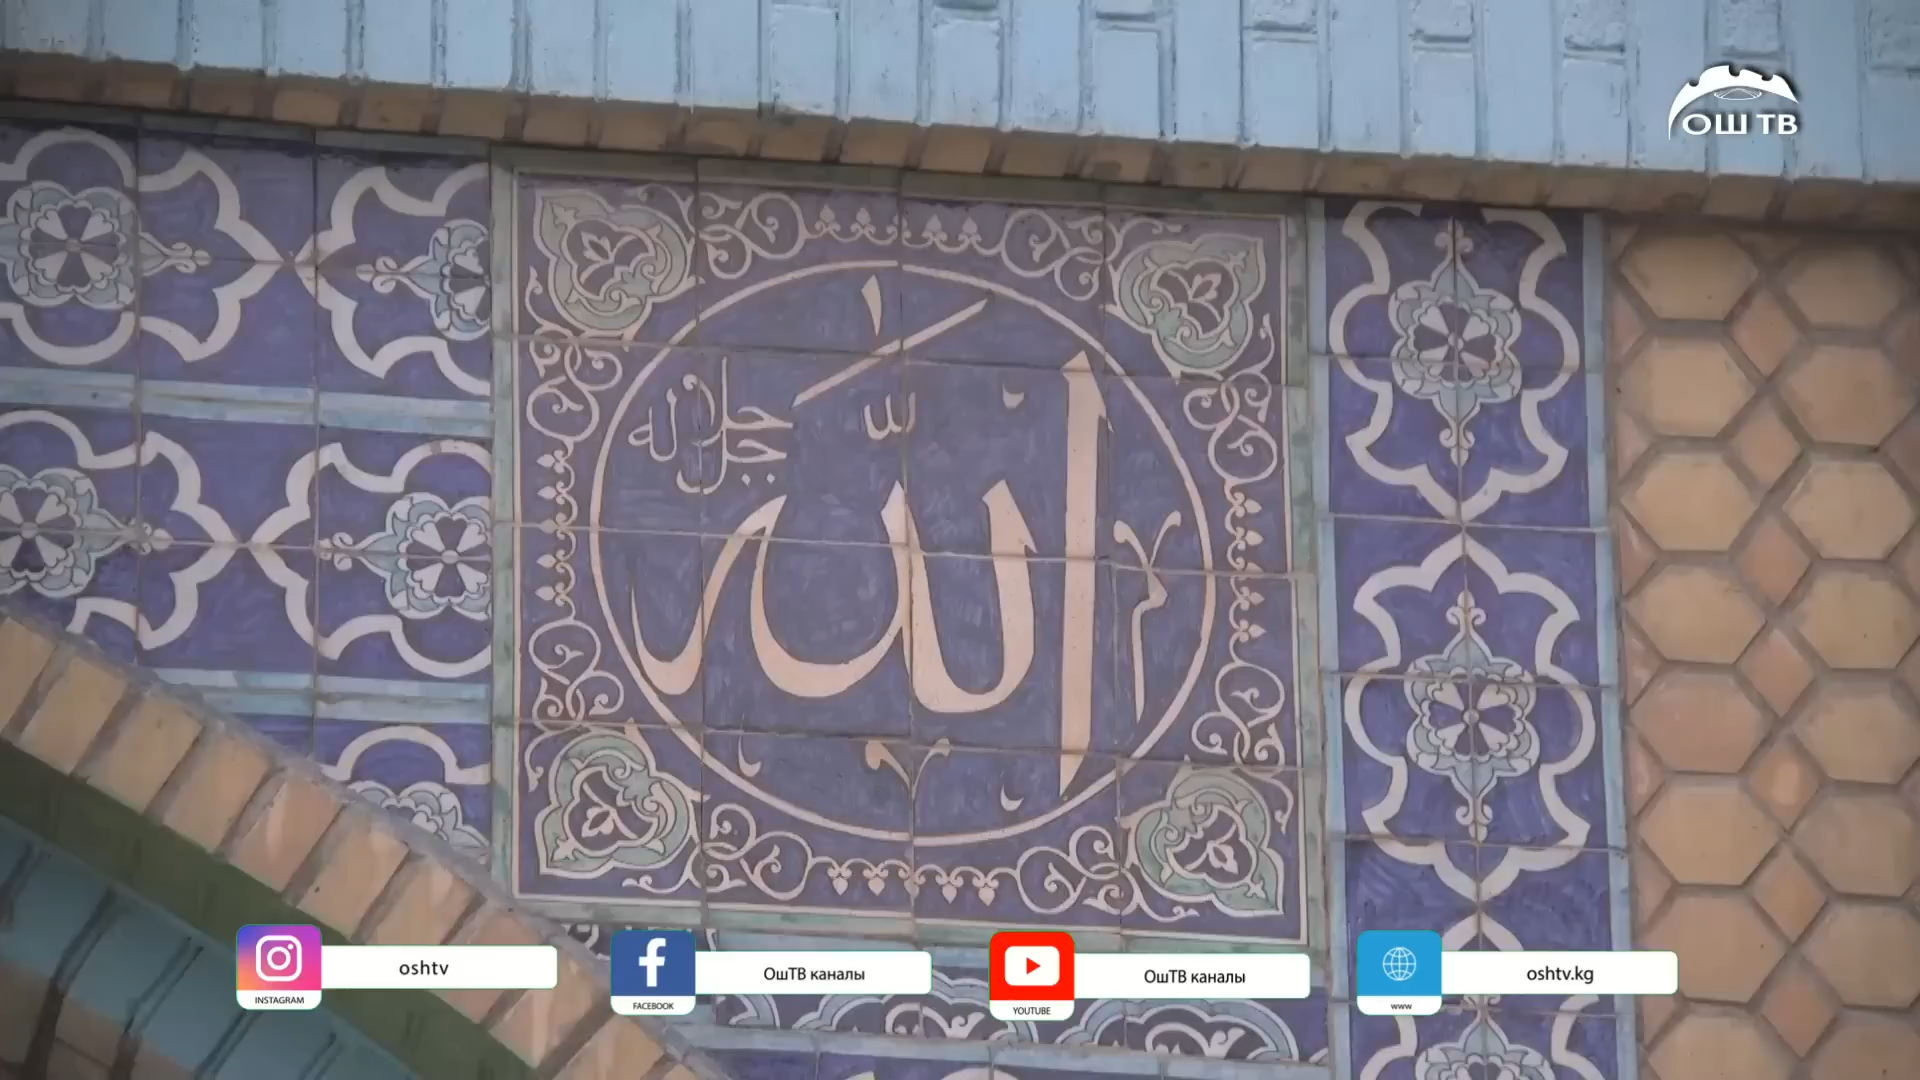 ОШ ТВ
الله
جل جلاله
INSTAGRAM
oshtv
FACEBOOK
ОшТВ каналы
YOUTUBE
ОшТВ каналы
www
oshtv.kg